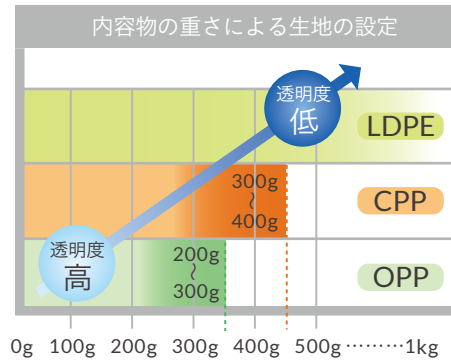 内容物の重さによる生地の設定
透明度
低
LDPE
300g
〜
400g
CPP
透明度
高
200g
〜
300g
OPP
0g 100g 200g 300g 400g 500g ………1kg